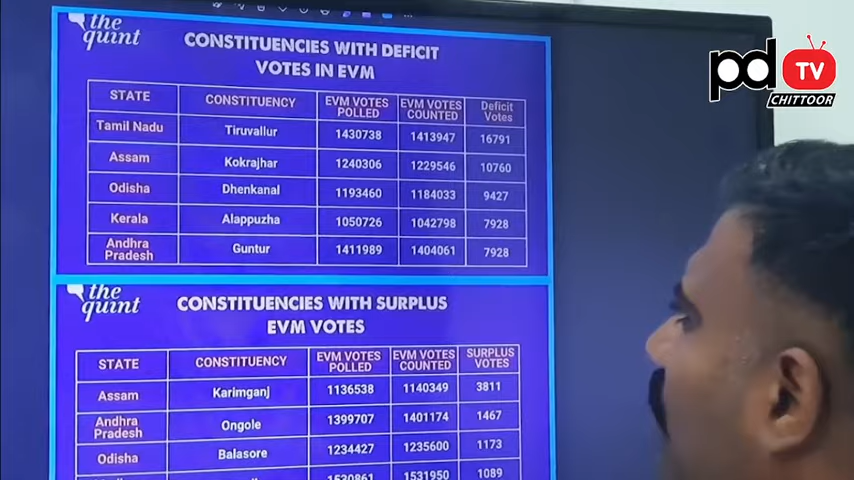 the
quint
CONSTITUENCIES WITH DEFICIT
VOTES IN EVM
STATE CONSTITUENCY EVM VOTES POLLED EVM VOTES COUNTED Deficit Votes
Tamil Nadu Tiruvallur 1430738 1413947 16791
Assam Kokrajhar 1240306 1229546 10760
Odisha Dhenkanal 1193460 1184033 9427
Kerala Alappuzha 1050726 1042798 7928
Andhra Pradesh Guntur 1411989 1404061 7928
the
quint
CONSTITUENCIES WITH SURPLUS
EVM VOTES
STATE CONSTITUENCY EVM VOTES POLLED EVM VOTES COUNTED SURPLUS VOTES
Assam Karimganj 1136538 1140349 3811
Andhra Pradesh Ongole 1399707 1401174 1467
Odisha Balasore 1234427 1235600 1173
1530861 1531950 1089
pd TV
CHITTOOR